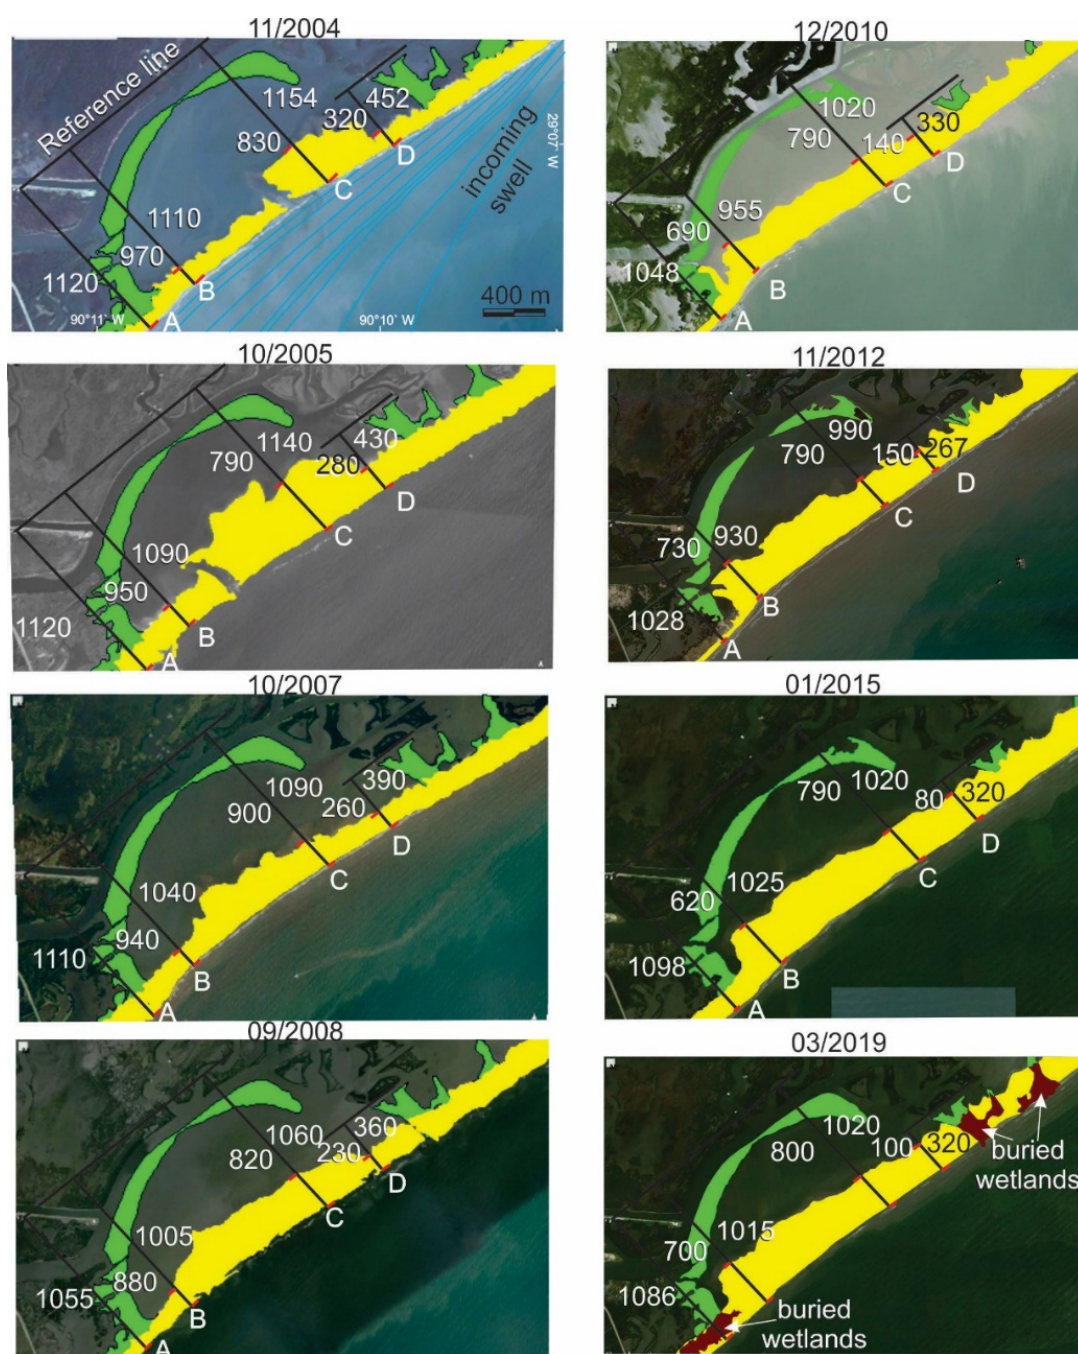 11/2004
Reference line
1154
452
320
830
incoming
swell
29°07' W
D
C
1110
970
1120
B
400 m
A
90°11' W
90°10' W
12/2010
1020
790
330
140
D
C
955
690
1048
B
A
10/2005
1140
430
790
280
D
C
1090
950
B
1120
A
11/2012
990
790
150
267
D
C
930
730
B
1028
A
10/2007
390
1090
260
900
D
C
1040
940
1110
B
A
01/2015
1020
790
80
320
D
C
1025
620
1098
B
A
09/2008
360
1060
230
820
D
C
1005
880
1055
B
A
03/2019
1020
800
100
320
buried
wetlands
1015
700
1086
buried
wetlands